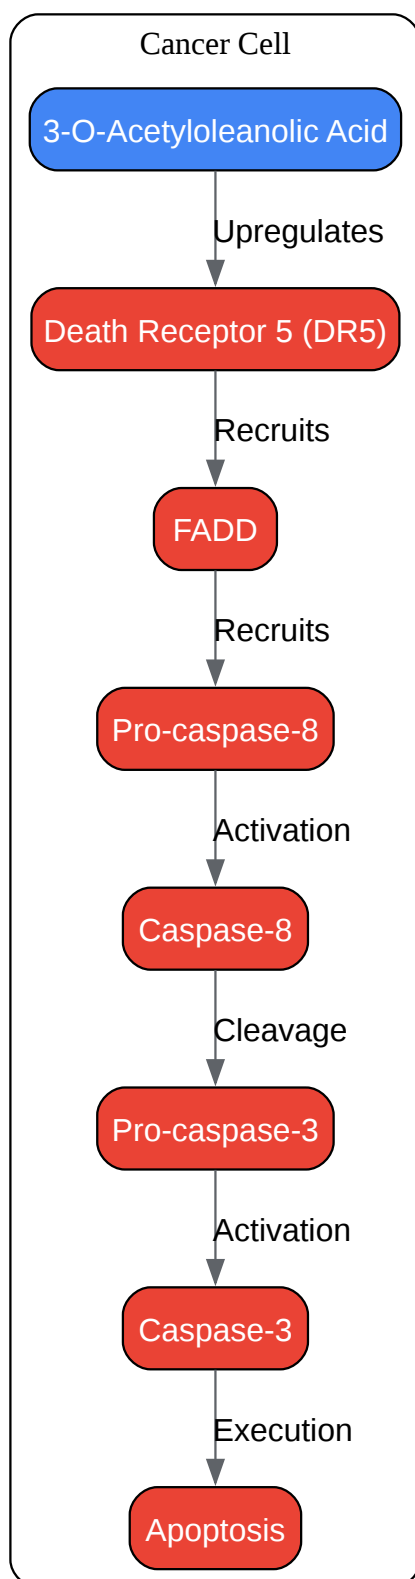 Cancer Cell
3-O-Acetyloleanolic Acid
Upregulates
Death Receptor 5 (DR5)
Recruits
FADD
Recruits
Pro-caspase-8
Activation
Caspase-8
Cleavage
Pro-caspase-3
Activation
Caspase-3
Execution
Apoptosis